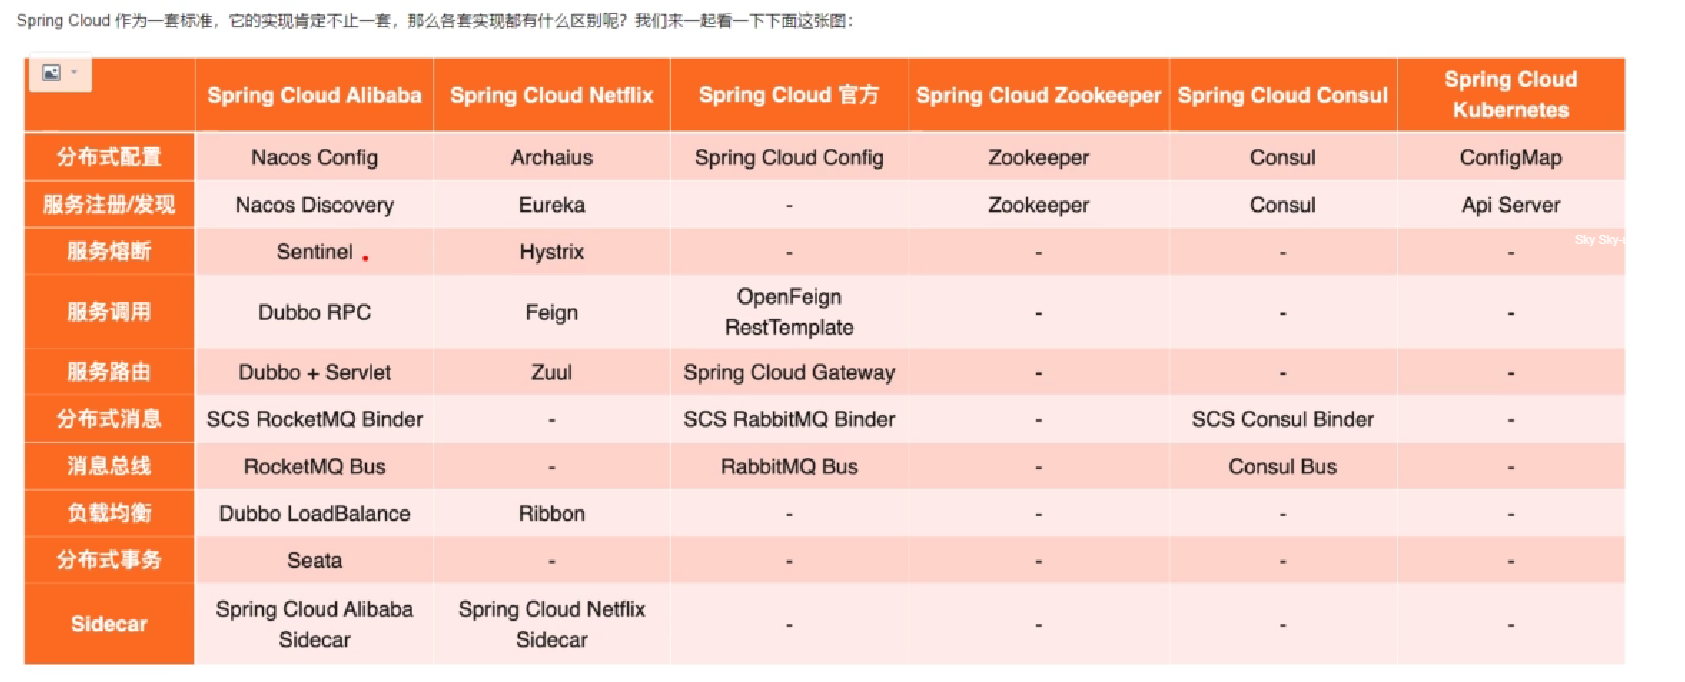 Spring Cloud 作为一套标准，它的实现肯定不止一套，那么各套实现都有什么区别呢？我们来一起看一下下面这张图：
Spring Cloud Alibaba Spring Cloud Netflix Spring Cloud 官方 Spring Cloud Zookeeper Spring Cloud Consul Spring Cloud
Kubernetes
分布式配置 Nacos Config Archaius Spring Cloud Config Zookeeper Consul ConfigMap
服务注册/发现 Nacos Discovery Eureka - Zookeeper Consul Api Server
Sky Sky-
服务熔断 Sentinel Hystrix - - - -
服务调用 Dubbo RPC Feign OpenFeign
RestTemplate - - -
服务路由 Dubbo + Servlet Zuul Spring Cloud Gateway - - -
分布式消息 SCS RocketMQ Binder - SCS RabbitMQ Binder - SCS Consul Binder -
消息总线 RocketMQ Bus - RabbitMQ Bus - Consul Bus -
负载均衡 Dubbo LoadBalance Ribbon - - - -
分布式事务 Seata - - - - -
Sidecar Spring Cloud Alibaba
Sidecar Spring Cloud Netflix
Sidecar - - - -